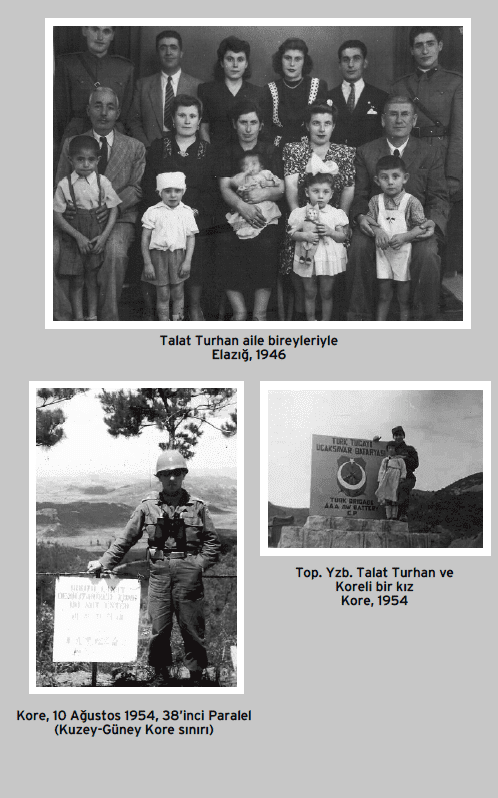 Talat Turhan aile bireyleriyle
Elazığ, 1946
TÜRK TUGAYI
UÇAKSAVAR BATARYASI
TURK BRIGADE
AAA AW BATTERY
C.P
Top. Yzb. Talat Turhan ve
Koreli bir kız
Kore, 1954
Kore, 10 Ağustos 1954, 38’inci Paralel
(Kuzey-Güney Kore sınırı)